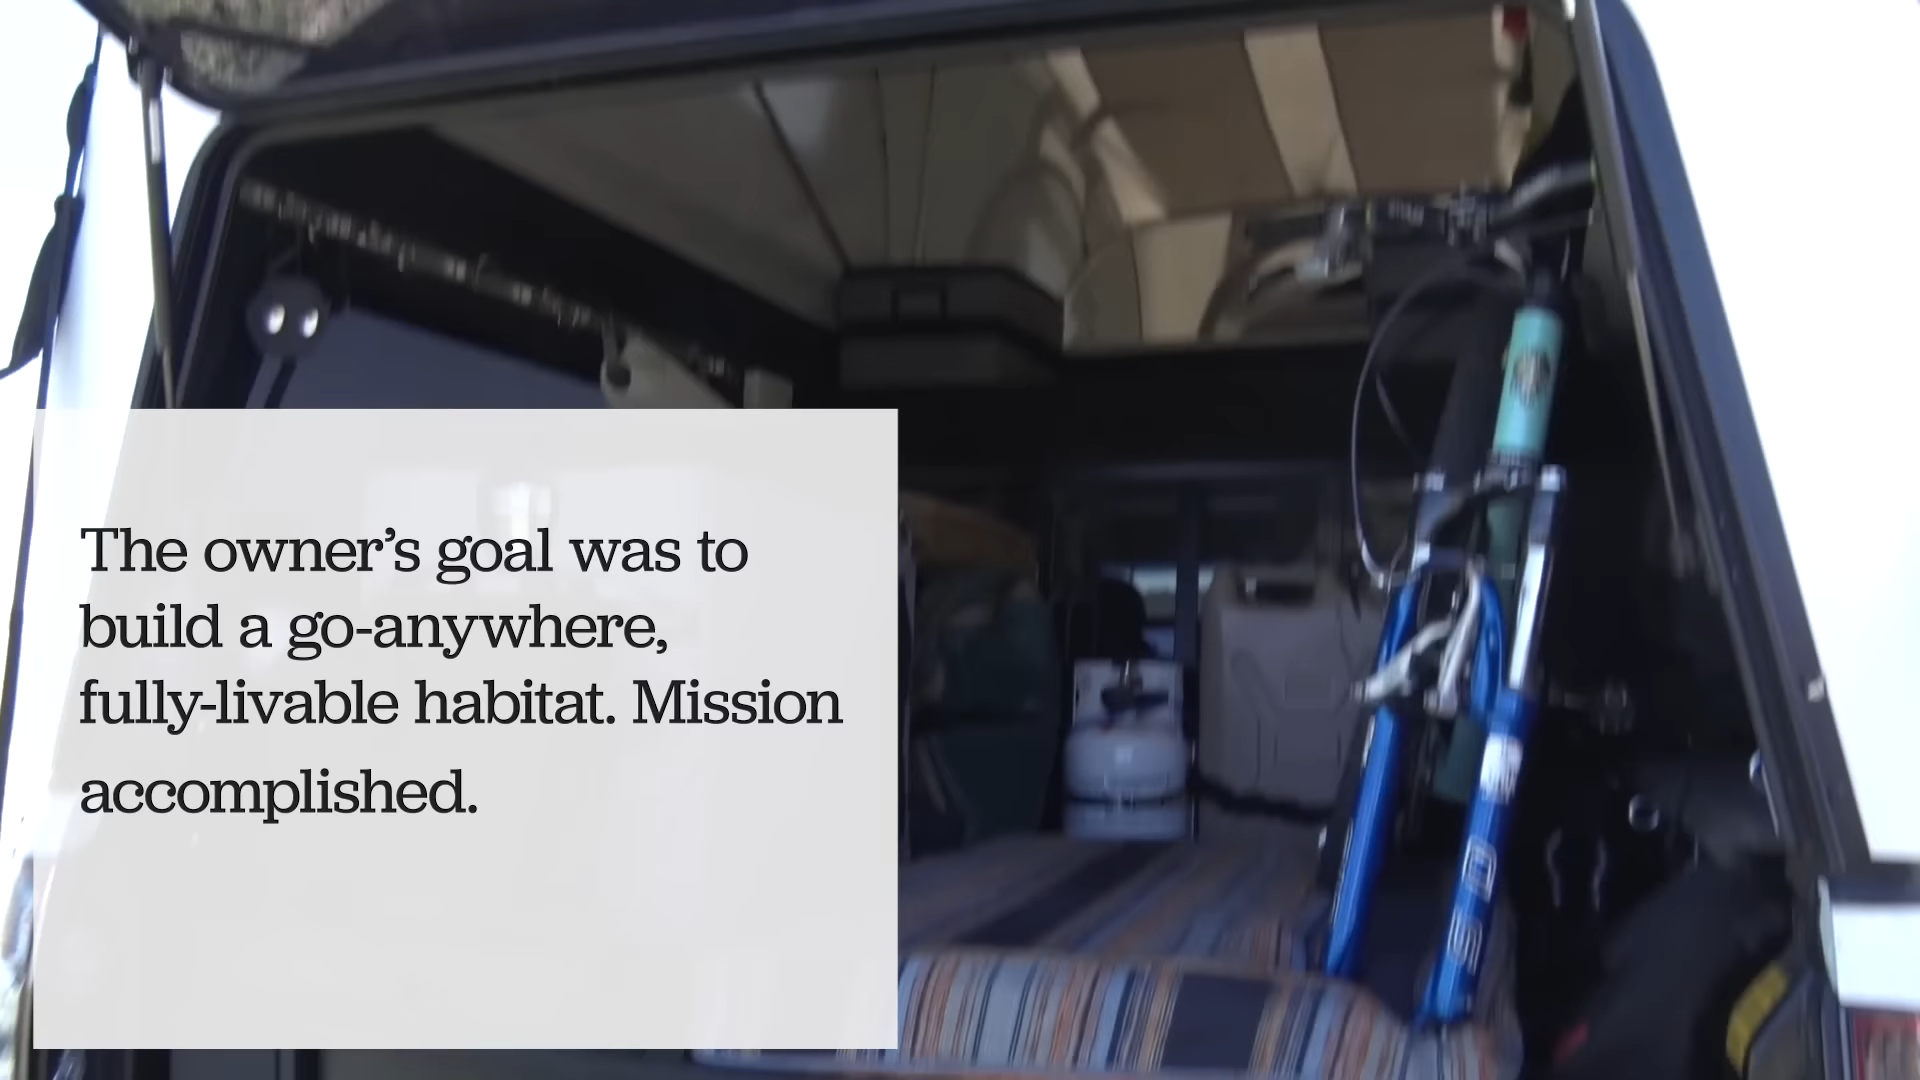 The owner’s goal was to
build a go-anywhere,
fully-livable habitat. Mission
accomplished.